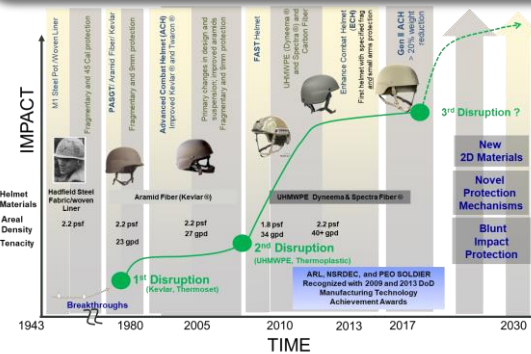 M1 Steel Pot /Woven Liner
Fragmentary and 45 Cal protection
PASGT/ Aramid Fiber/ Kevlar
Fragmentary and 9mm protection
Advanced Combat Helmet (ACH)
Improved Kevlar ® and Twaron ®
Primary changes in design and
suspension; improved aramids
Fragmentary and 9mm protection
FAST Helmet
UHMWPE (Dyneema ®
and Spectra ®) and
Carbon Fiber
Enhance Combat Helmet
(ECH)
First helmet with specified frag
and small arms protection
Gen II ACH
> 20% weight
reduction
IMPACT
3rd Disruption ?
New
2D Materials
Novel
Protection
Mechanisms
Blunt
Impact
Protection
Helmet
Materials
Hadfield Steel
Fabric/woven
Liner
Aramid Fiber (Kevlar ®)
UHMWPE Dyneema & Spectra Fiber ®
Areal
Density
2.2 psf
2.2 psf
2.2 psf
1.8 psf
2.2 psf
Tenacity
23 gpd
27 gpd
34 gpd
40+ gpd
2nd Disruption
(UHMWPE, Thermoplastic)
1st Disruption
(Kevlar, Thermoset)
Breakthroughs
ARL, NSRDEC, and PEO SOLDIER
Recognized with 2009 and 2013 DoD
Manufacturing Technology
Achievement Awards
1943
1980
2005
2010
2013
2017
2030
TIME